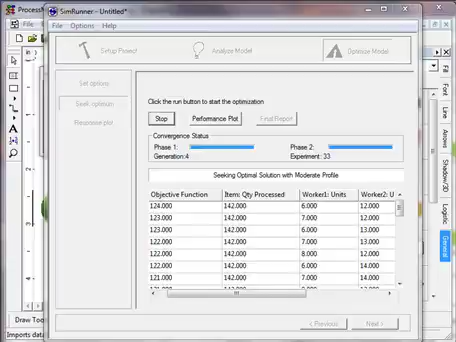 SimRunner - Untitled*
File Options Help
Setup Project Analyze Model Optimize Model
Set options
Seek optimum
Response plot
Click the run button to start the optimization
Stop Performance Plot Final Report
Convergence Status
Phase 1: Phase 2:
Generation:4 Experiment : 33
Seeking Optimal Solution with Moderate Profile
Objective Function Item: Qty Processed Worker1: Units Worker2: U
124.000 142.000 6.000 12.000
123.000 142.000 6.000 13.000
123.000 142.000 7.000 12.000
122.000 142.000 7.000 13.000
122.000 142.000 8.000 12.000
122.000 142.000 6.000 14.000
121.000 142.000 7.000 14.000
< Previous Next >
File
in
Draw Too
Imports data
Fill
Font
Line
Arrows
Shadow/3D
Logistic
General